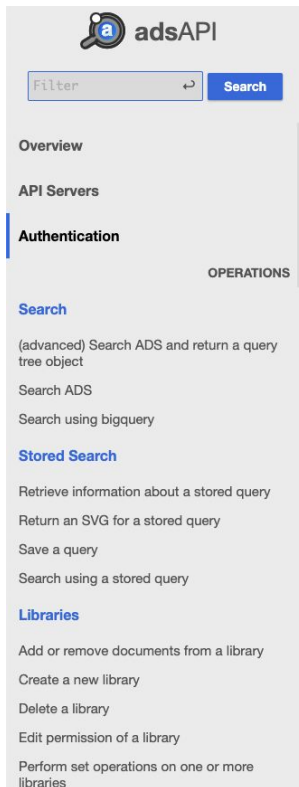 a adsAPI
Filter
Search
Overview
API Servers
Authentication
OPERATIONS
Search
(advanced) Search ADS and return a query
tree object
Search ADS
Search using bigquery
Stored Search
Retrieve information about a stored query
Return an SVG for a stored query
Save a query
Search using a stored query
Libraries
Add or remove documents from a library
Create a new library
Delete a library
Edit permission of a library
Perform set operations on one or more
libraries